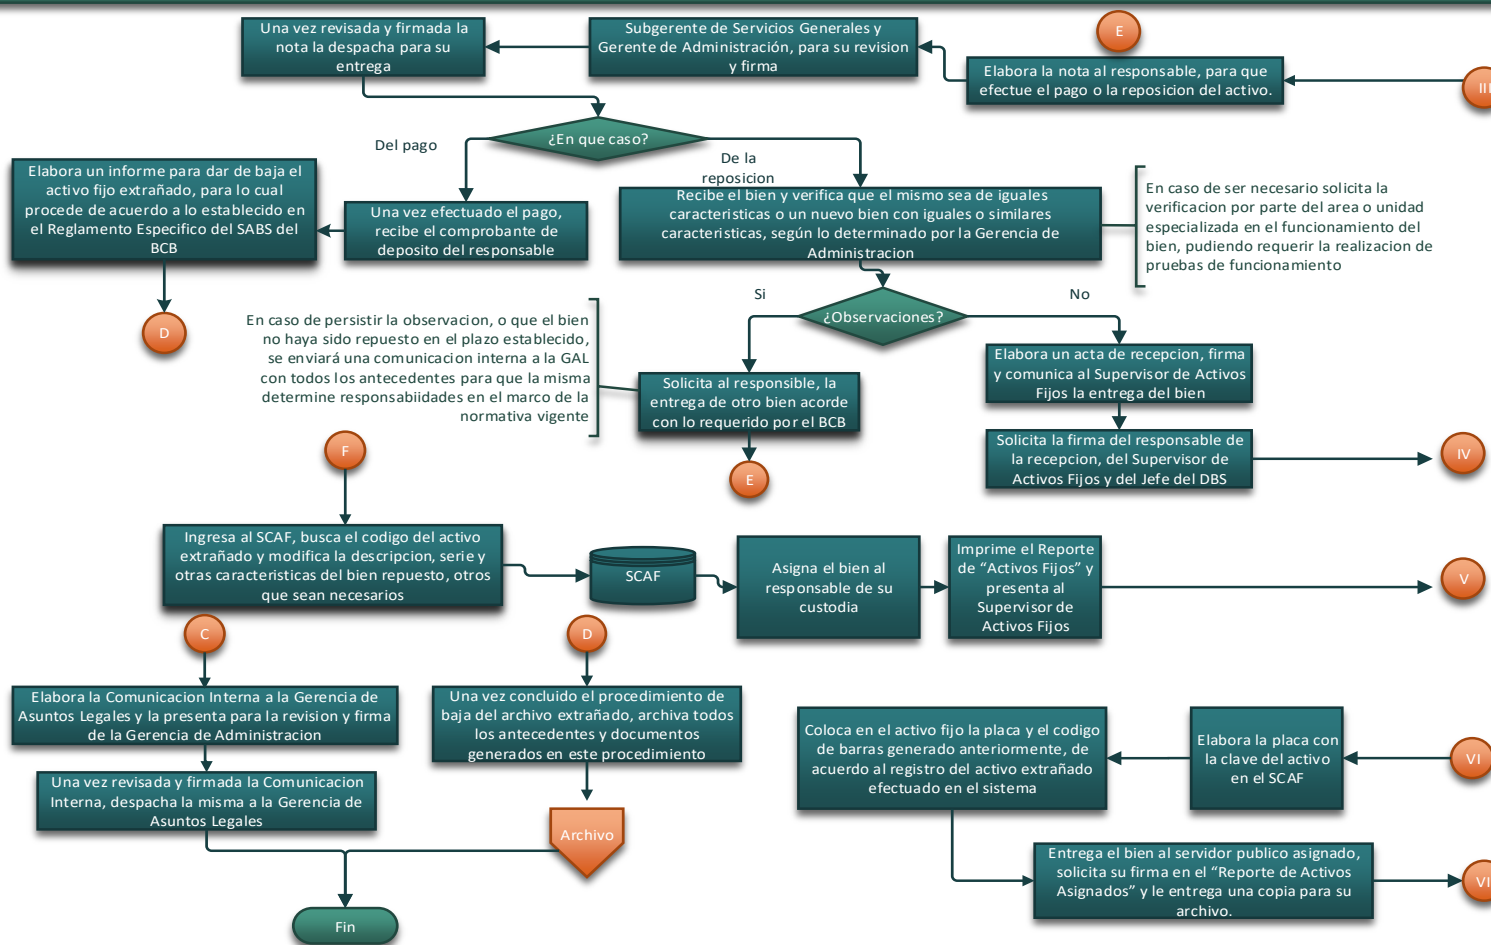 Una vez revisada y firmada la
nota la despacha para su
entrega
Subgerente de Servicios Generales y
Gerente de Administración, para su revision
y firma
E
Elabora la nota al responsable, para que
efectue el pago o la reposicion del activo.
III
¿En que caso?
Del pago
De la
reposicion
Elabora un informe para dar de baja el
activo fijo extrañado, para lo cual
procede de acuerdo a lo establecido en
el Reglamento Especifico del SABS del
BCB
Una vez efectuado el pago,
recibe el comprobante de
deposito del responsable
Recibe el bien y verifica que el mismo sea de iguales
caracteristicas o un nuevo bien con iguales o similares
caracteristicas, según lo determinado por la Gerencia de
Administracion
En caso de ser necesario solicita la
verificacion por parte del area o unidad
especializada en el funcionamiento del
bien, pudiendo requerir la realizacion de
pruebas de funcionamiento
D
Si
No
¿Observaciones?
En caso de persistir la observacion, o que el bien
no haya sido repuesto en el plazo establecido,
se enviará una comunicacion interna a la GAL
con todos los antecedentes para que la misma
determine responsabiidades en el marco de la
normativa vigente
Solicita al responsible, la
entrega de otro bien acorde
con lo requerido por el BCB
Elabora un acta de recepcion, firma
y comunica al Supervisor de Activos
Fijos la entrega del bien
F
E
Solicita la firma del responsable de
la recepcion, del Supervisor de
Activos Fijos y del Jefe del DBS
IV
Ingresa al SCAF, busca el codigo del activo
extrañado y modifica la descripcion, serie y
otras caracteristicas del bien repuesto, otros
que sean necesarios
SCAF
Asigna el bien al
responsable de su
custodia
Imprime el Reporte
de “Activos Fijos” y
presenta al
Supervisor de
Activos Fijos
V
C
D
Elabora la Comunicacion Interna a la Gerencia de
Asuntos Legales y la presenta para la revision y firma
de la Gerencia de Administracion
Una vez concluido el procedimiento de
baja del archivo extrañado, archiva todos
los antecedentes y documentos
generados en este procedimiento
Coloca en el activo fijo la placa y el codigo
de barras generado anteriormente, de
acuerdo al registro del activo extrañado
efectuado en el sistema
Elabora la placa con
la clave del activo
en el SCAF
VI
Una vez revisada y firmada la Comunicacion
Interna, despacha la misma a la Gerencia de
Asuntos Legales
Archivo
Entrega el bien al servidor publico asignado,
solicita su firma en el “Reporte de Activos
Asignados” y le entrega una copia para su
archivo.
Fin